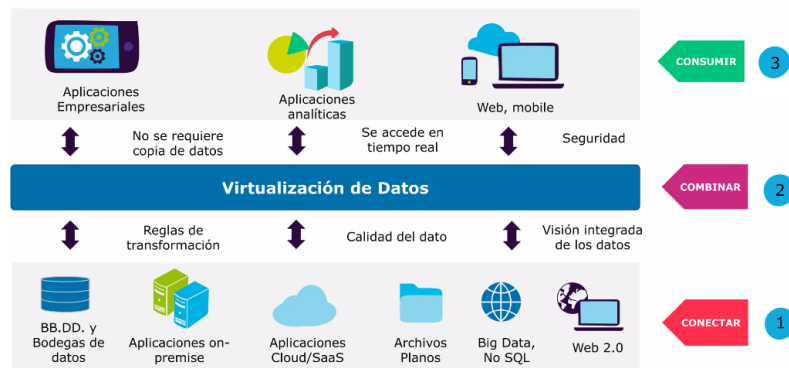 Aplicaciones
Empresariales
Aplicaciones
analíticas
Web, mobile
CONSUMIR
3
No se requiere
copia de datos
Se accede en
tiempo real
Seguridad
Virtualización de Datos
COMBINAR
2
Reglas de
transformación
Calidad del dato
Visión integrada
de los datos
BB.DD. y
Bodegas de
datos
Aplicaciones on-
premise
Aplicaciones
Cloud/SaaS
Archivos
Planos
Big Data,
No SQL
Web 2.0
CONECTAR
1